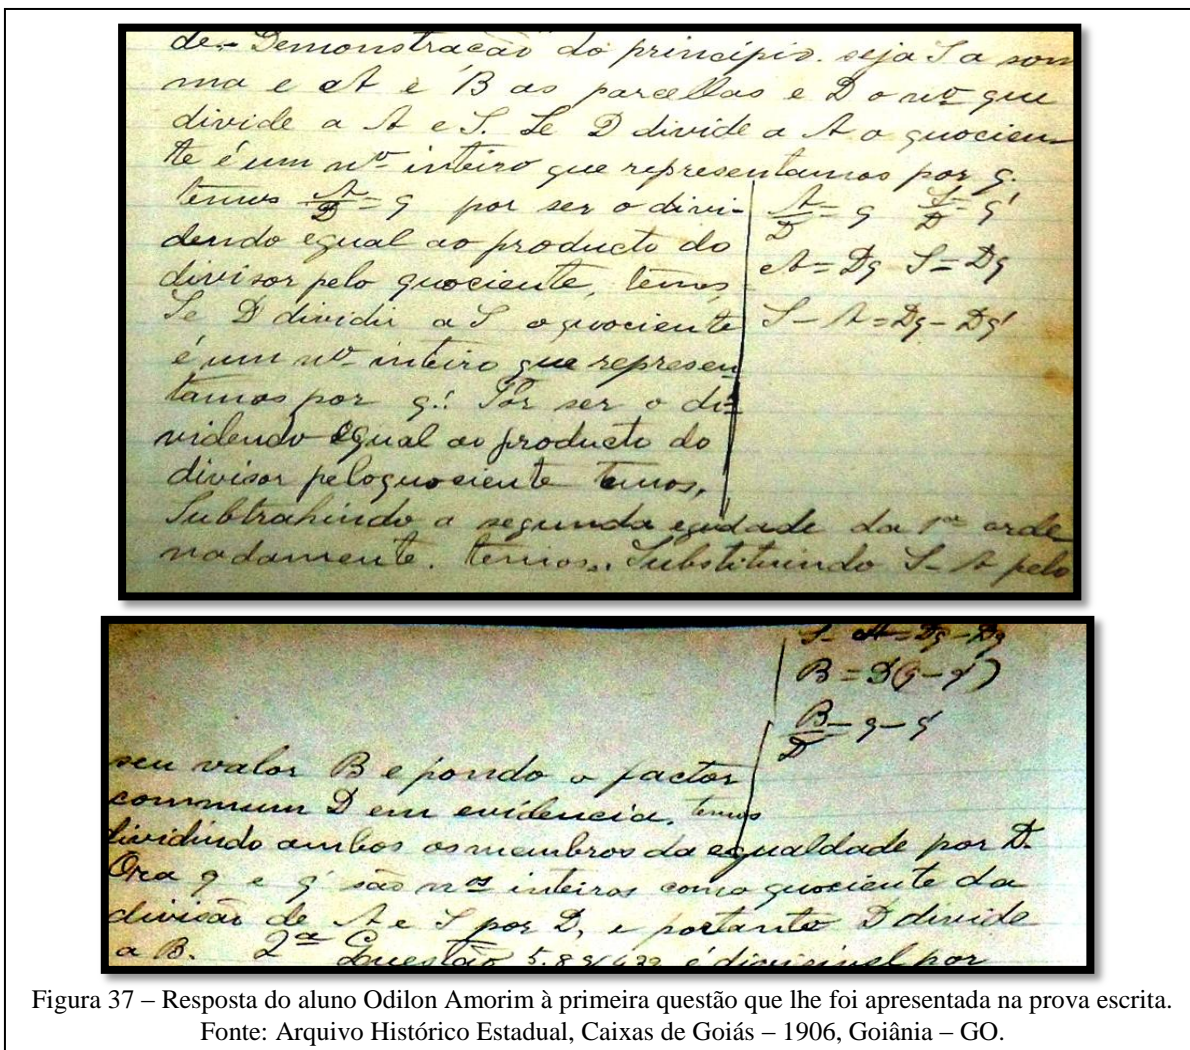 de- Demonstracão do principio. seja S a som
ma e A e B as parcellas e D o nº que
divide a A e S. Se D divide a A o quocien
te é um nº inteiro que representamos por q.
temos A/D = q por ser o divi-
dendo egual ao producto do
divisor pelo quociente, temos,
Se D dividir a S o quociente
é um nº inteiro que represen
tamos por q'. Por ser o di-
videndo egual ao producto do
divisor pelo quociente temos,
A/D = q S/D = q'
A = Dq S = Dq
S - A = Dq - Dq'
Subtrahindo a segunda egualdade da 1ª orde
nadamente. temos.. Substituindo S - A pelo
S - A = Dq - Dq
B = D(q - q')
B/D = q - q'
seu valor B e pondo o factor
commum D em evidencia, temos
dividindo ambos os membros da egualdade por D.
Ora q e q' são nos inteiros como quociente da
divisão de A e S por D, e portanto D divide
a B. 2ª Questão é divisivel por
Figura 37 – Resposta do aluno Odilon Amorim à primeira questão que lhe foi apresentada na prova escrita.
Fonte: Arquivo Histórico Estadual, Caixas de Goiás – 1906, Goiânia – GO.